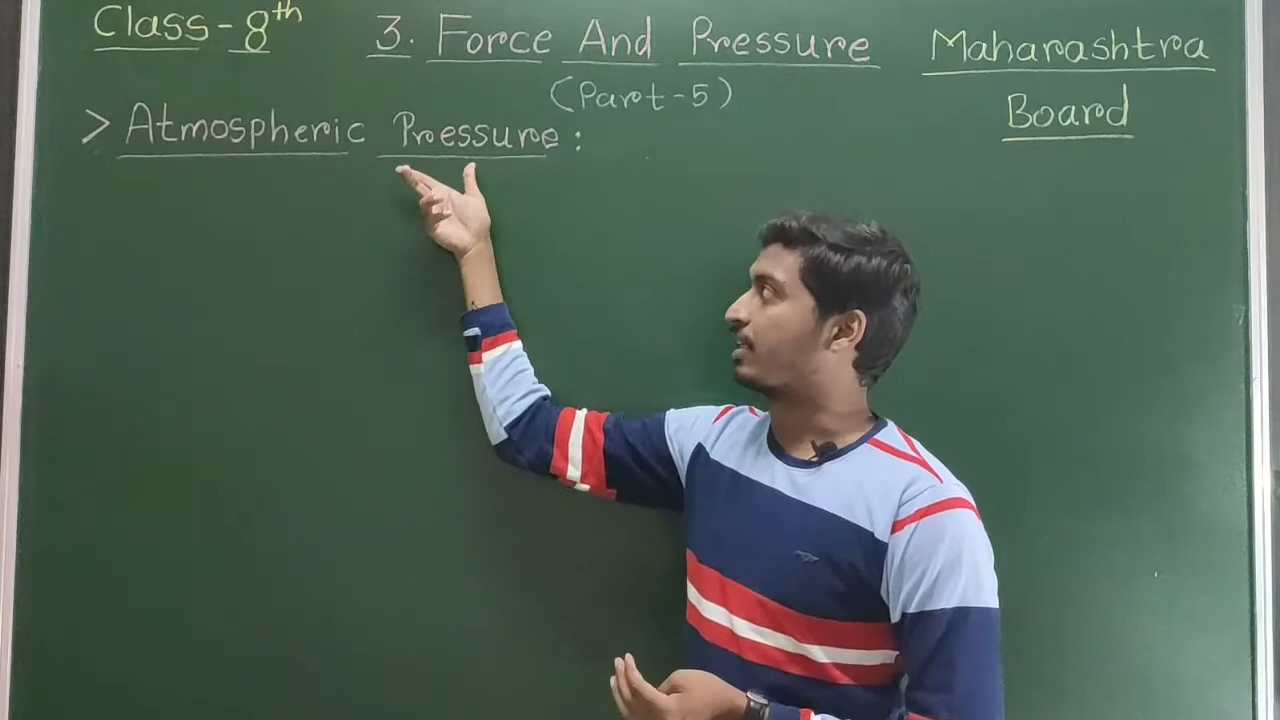 Class-8th 3. Force And Pressure Maharashtra
(Part-5) Board
> Atmospheric Pressure: